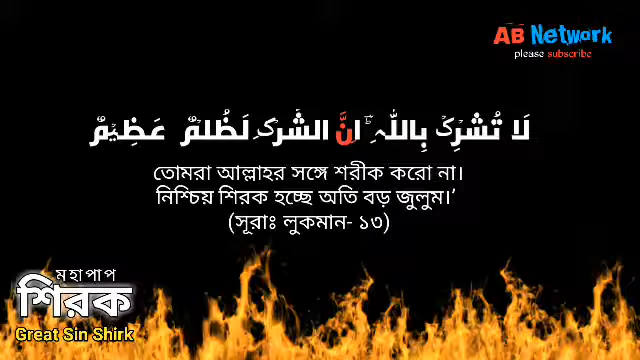 AB Network
please subscribe
لَا تُشْرِكْ بِاللّٰہِ ؕؔ اِنَّ الشِّرْکَ لَظُلْمٌ عَظِیْمٌ
তোমরা আল্লাহর সঙ্গে শরীক করো না।
নিশ্চিয় শিরক হচ্ছে অতি বড় জুলুম।’
(সূরাঃ লুকমান- ১৩)
মহাপাপ
শিরক
Great Sin Shirk